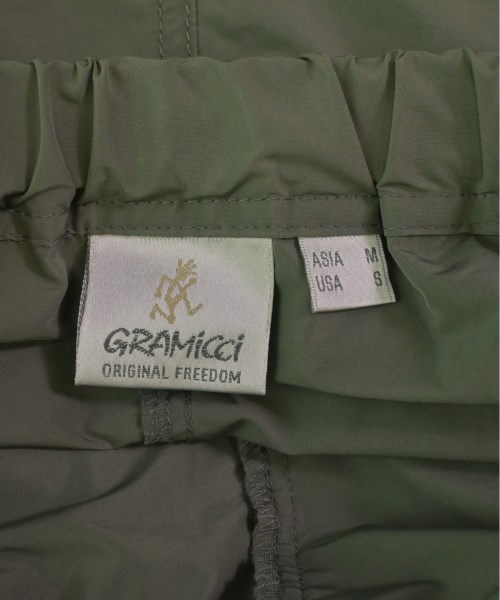 GRAMiCCi
ORIGINAL FREEDOM
ASIA M
USA S